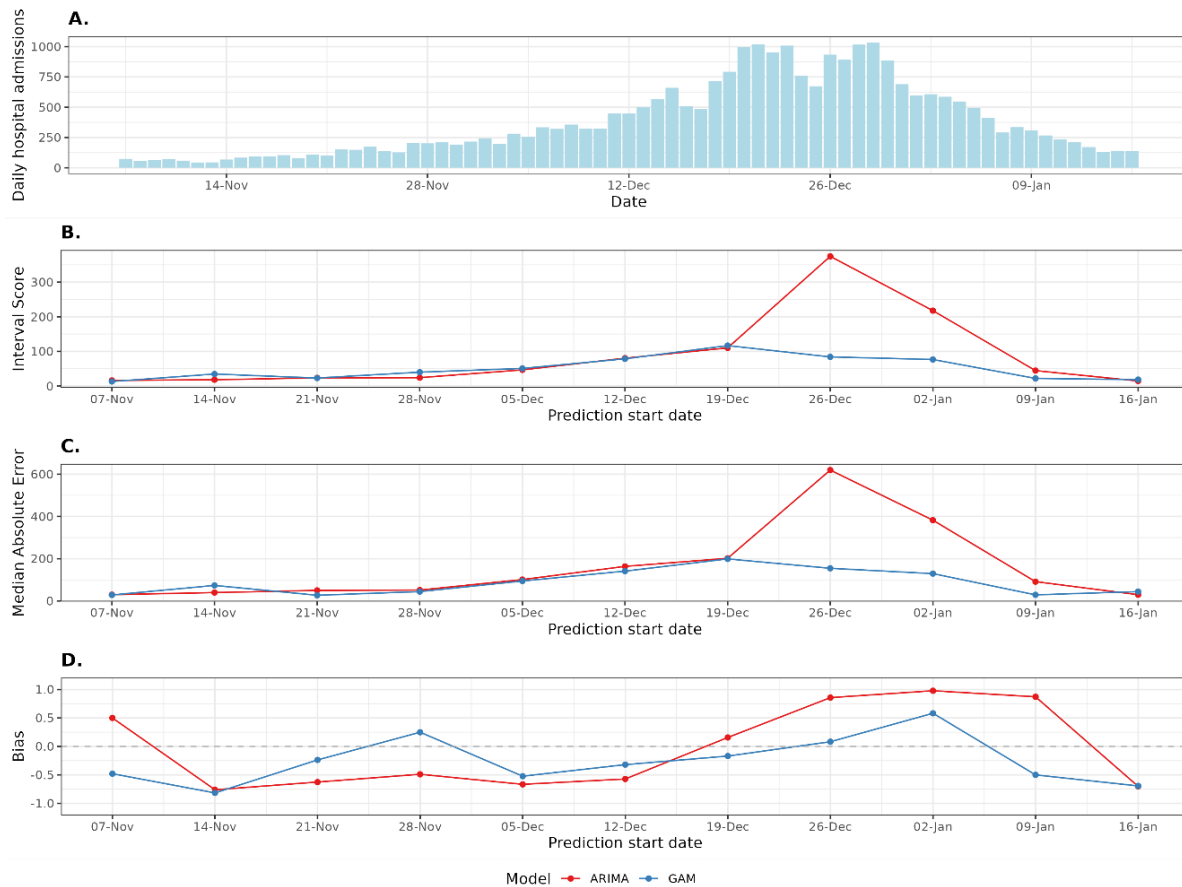 A.
Daily hospital admissions
1000
750
500
250
0
14-Nov 28-Nov 12-Dec 26-Dec 09-Jan
Date
B.
Interval Score
300
200
100
0
07-Nov 14-Nov 21-Nov 28-Nov 05-Dec 12-Dec 19-Dec 26-Dec 02-Jan 09-Jan 16-Jan
Prediction start date
C.
Median Absolute Error
600
400
200
0
07-Nov 14-Nov 21-Nov 28-Nov 05-Dec 12-Dec 19-Dec 26-Dec 02-Jan 09-Jan 16-Jan
Prediction start date
D.
Bias
1.0
0.5
0.0
-0.5
-1.0
07-Nov 14-Nov 21-Nov 28-Nov 05-Dec 12-Dec 19-Dec 26-Dec 02-Jan 09-Jan 16-Jan
Prediction start date
Model ARIMA GAM